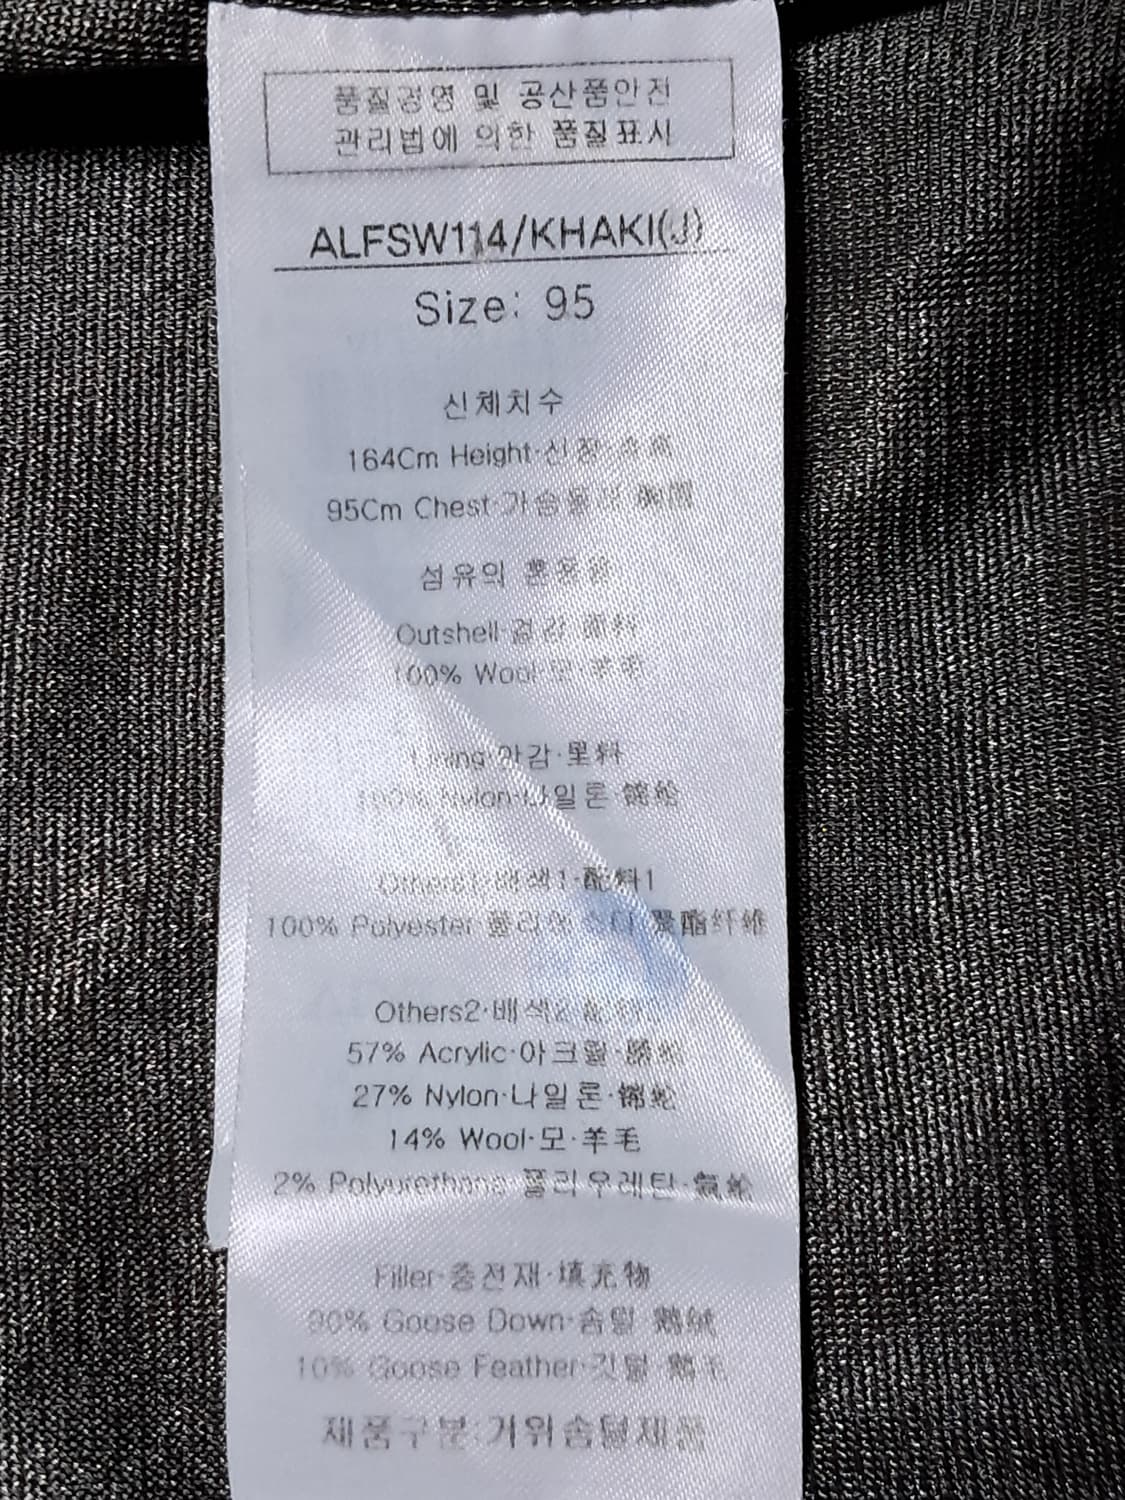 품질경영 및 공산품안전
관리법에 의한 품질표시
ALFSW114/KHAKI(J)
Size: 95
신체치수
164Cm Height·신장·
95Cm Chest·가슴둘레 胸围
섬유의 혼용율
Outshell·겉감 面料
100% Wool·모·羊毛
Lining·안감·里料
100% Nylon·나일론 锦纶
Others1·배색1·配料1
100% Polyester 폴리에스터 聚酯纤维
Others2·배색2·配料2
57% Acrylic·아크릴·腈纶
27% Nylon·나일론·锦纶
14% Wool·모·羊毛
2% Polyurethane·폴리우레탄·氨纶
Filler·충전재·填充物
90% Goose Down·솜털 鹅绒
10% Goose Feather·깃털·鹅毛
제품구분:거위솜털제품